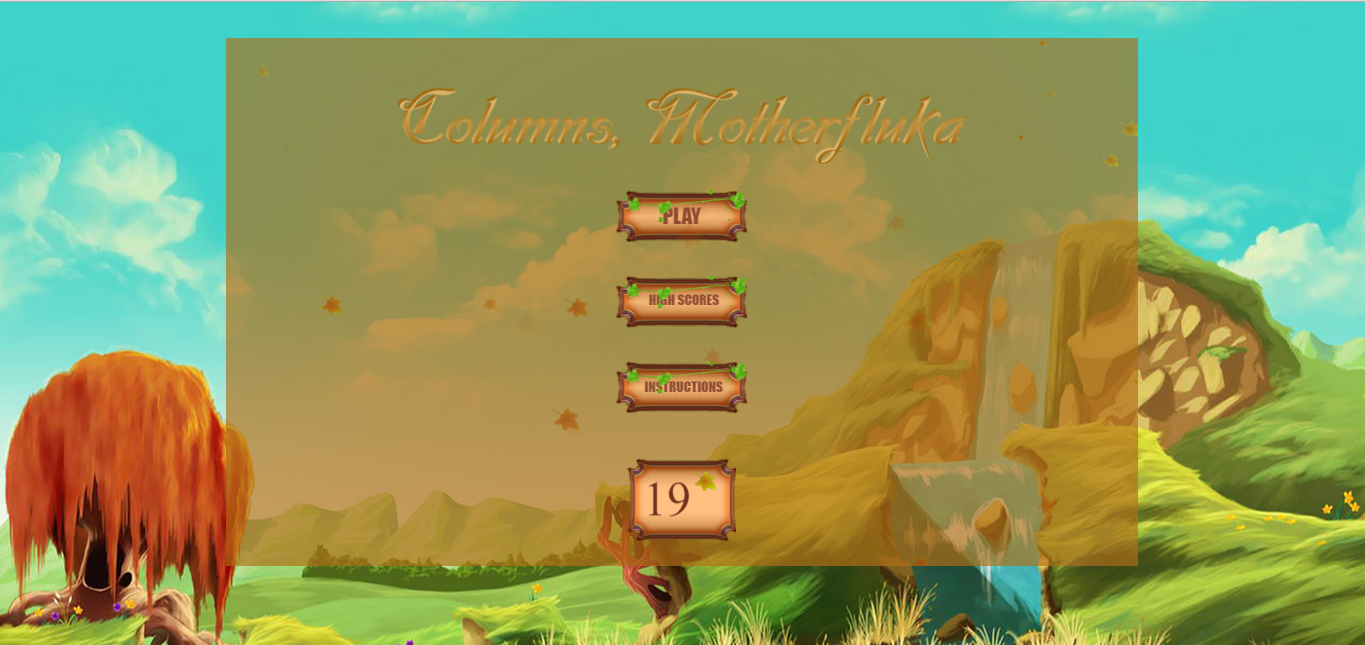 Columns, Motherfluka
PLAY
HIGH SCORES
INSTRUCTIONS
19